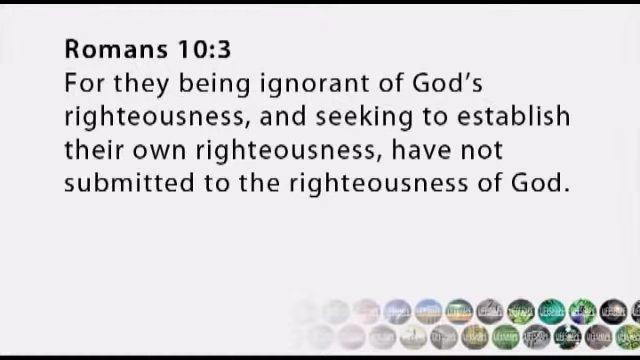 Romans 10:3
For they being ignorant of God's
righteousness, and seeking to establish
their own righteousness, have not
submitted to the righteousness of God.